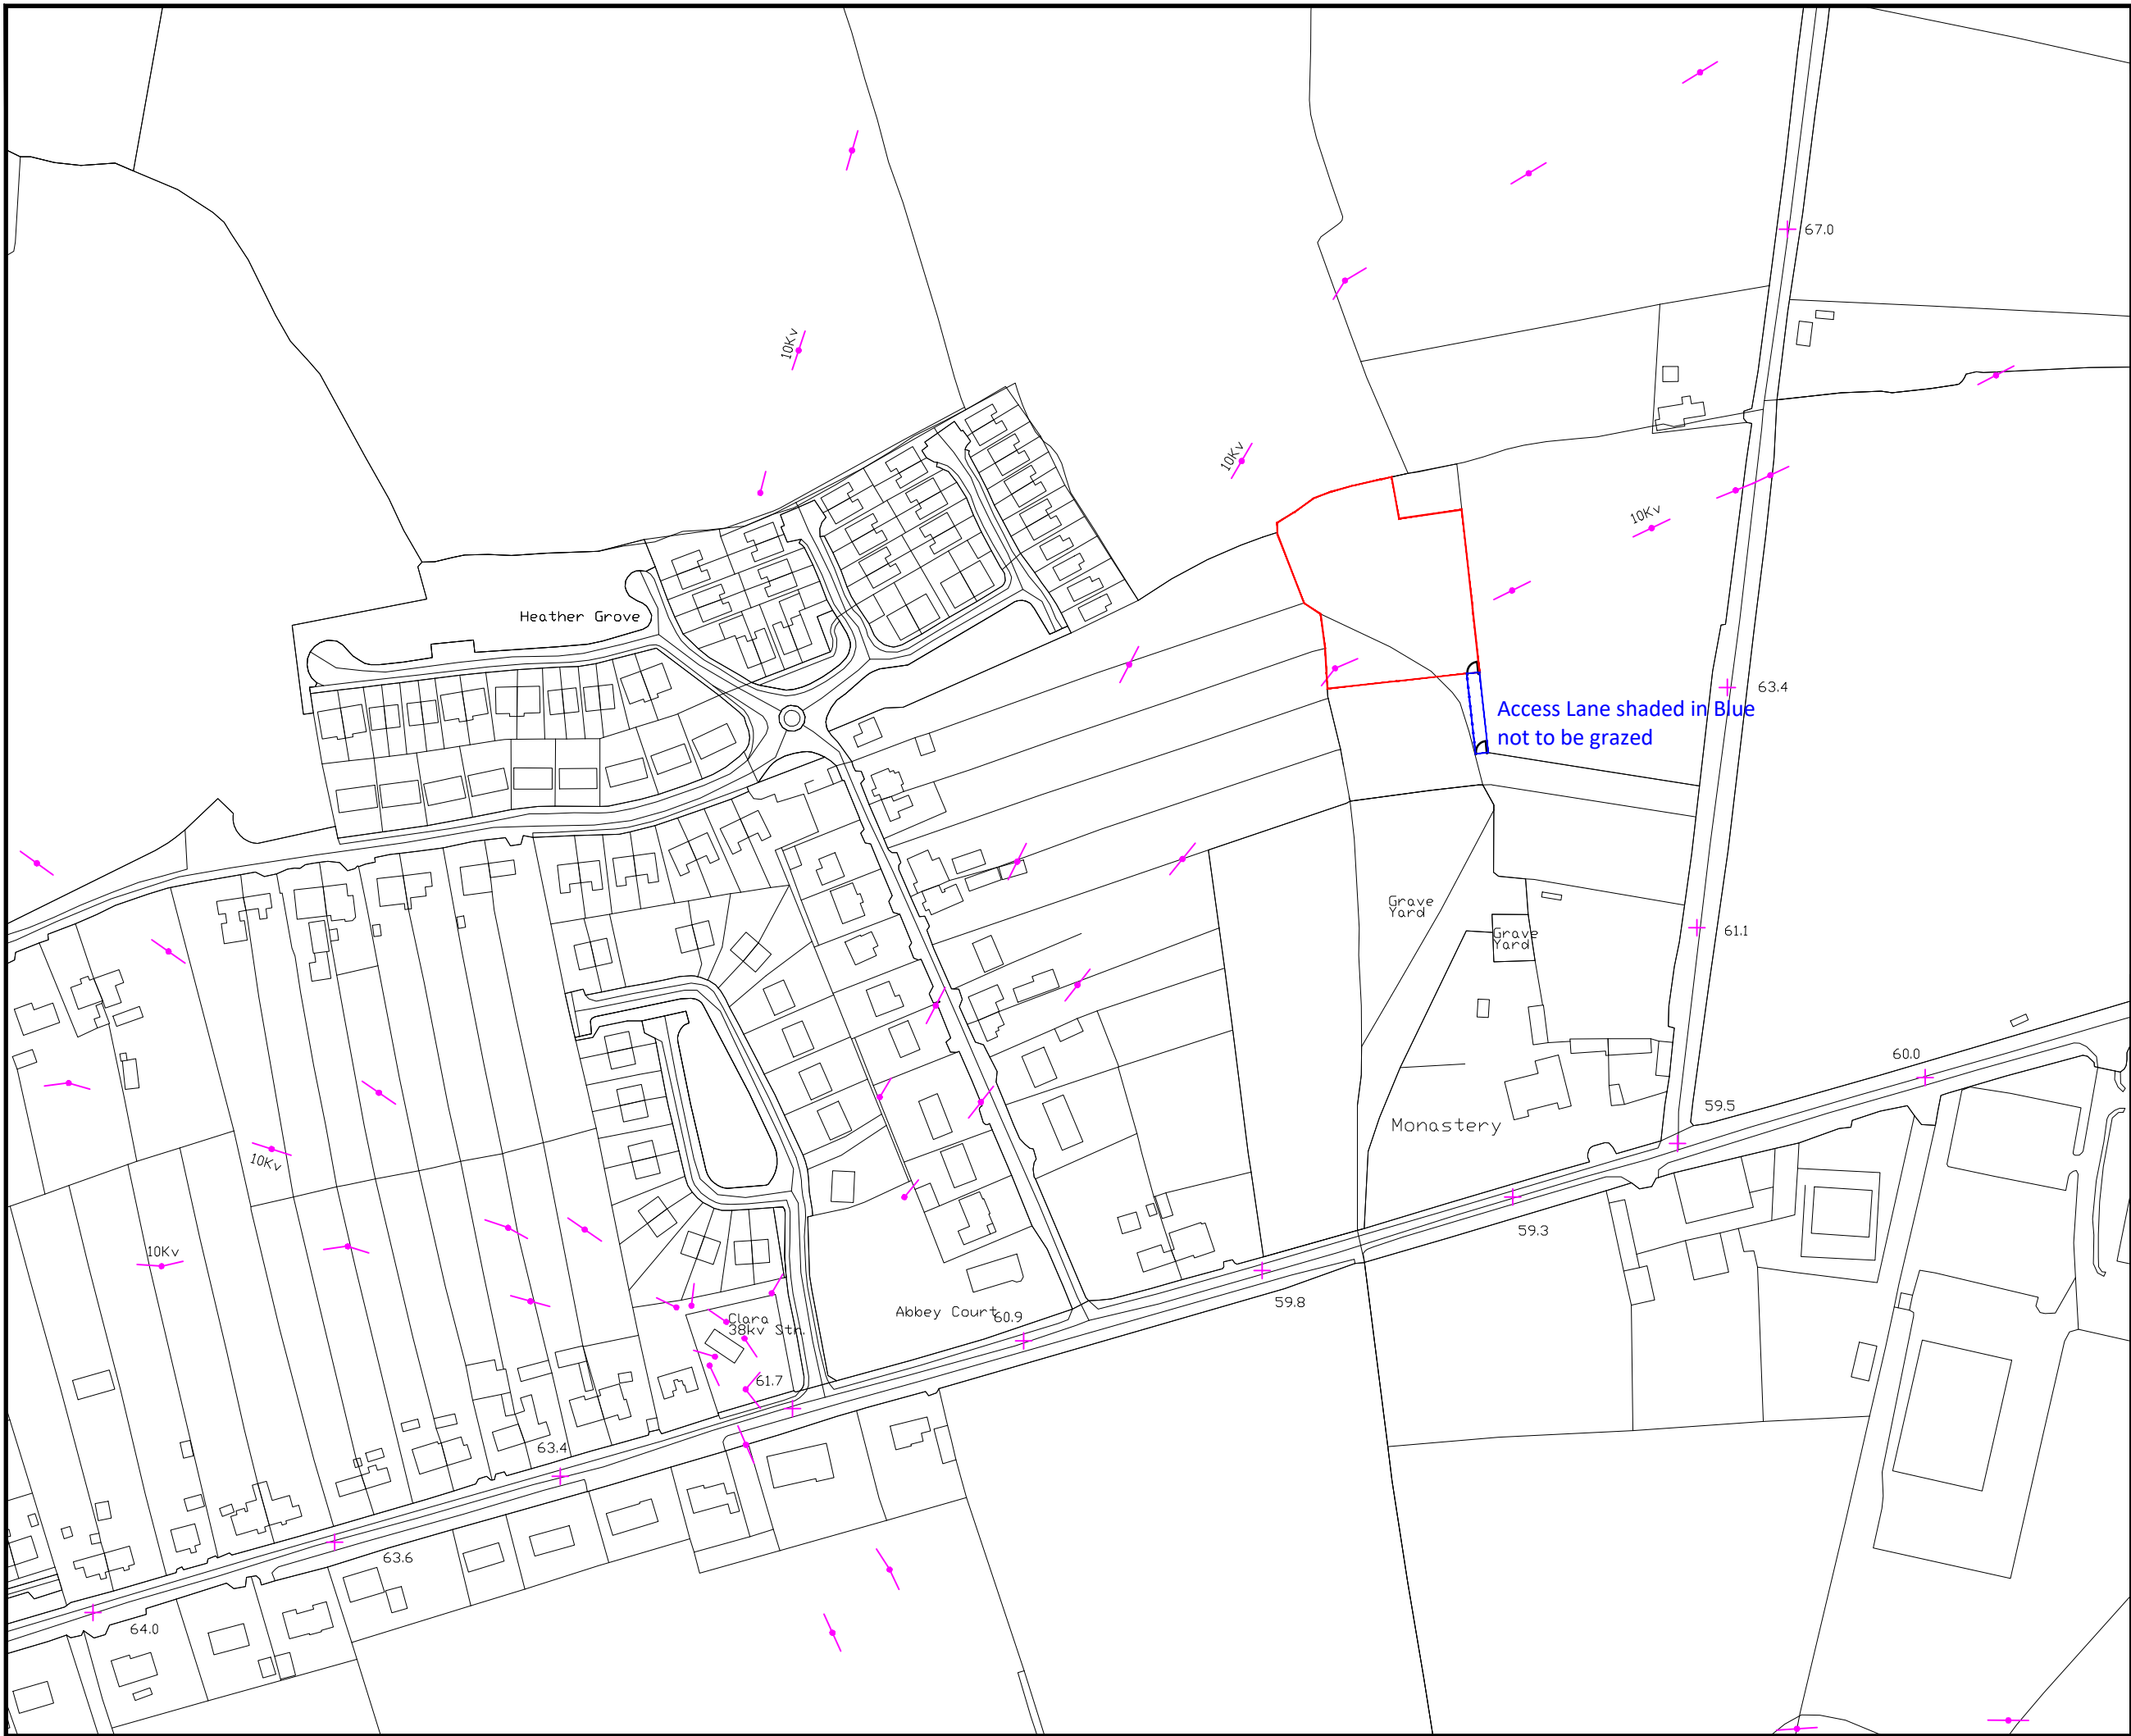 67.0
10Kv
10Kv
10Kv
Heather Grove
63.4
Access Lane shaded in Blue
not to be grazed
Grave
Yard
Grave
Yard
61.1
60.0
59.5
Monastery
10Kv
59.3
10Kv
59.8
Abbey Court
60.9
Clara
38kv Stn.
61.7
63.4
63.6
64.0